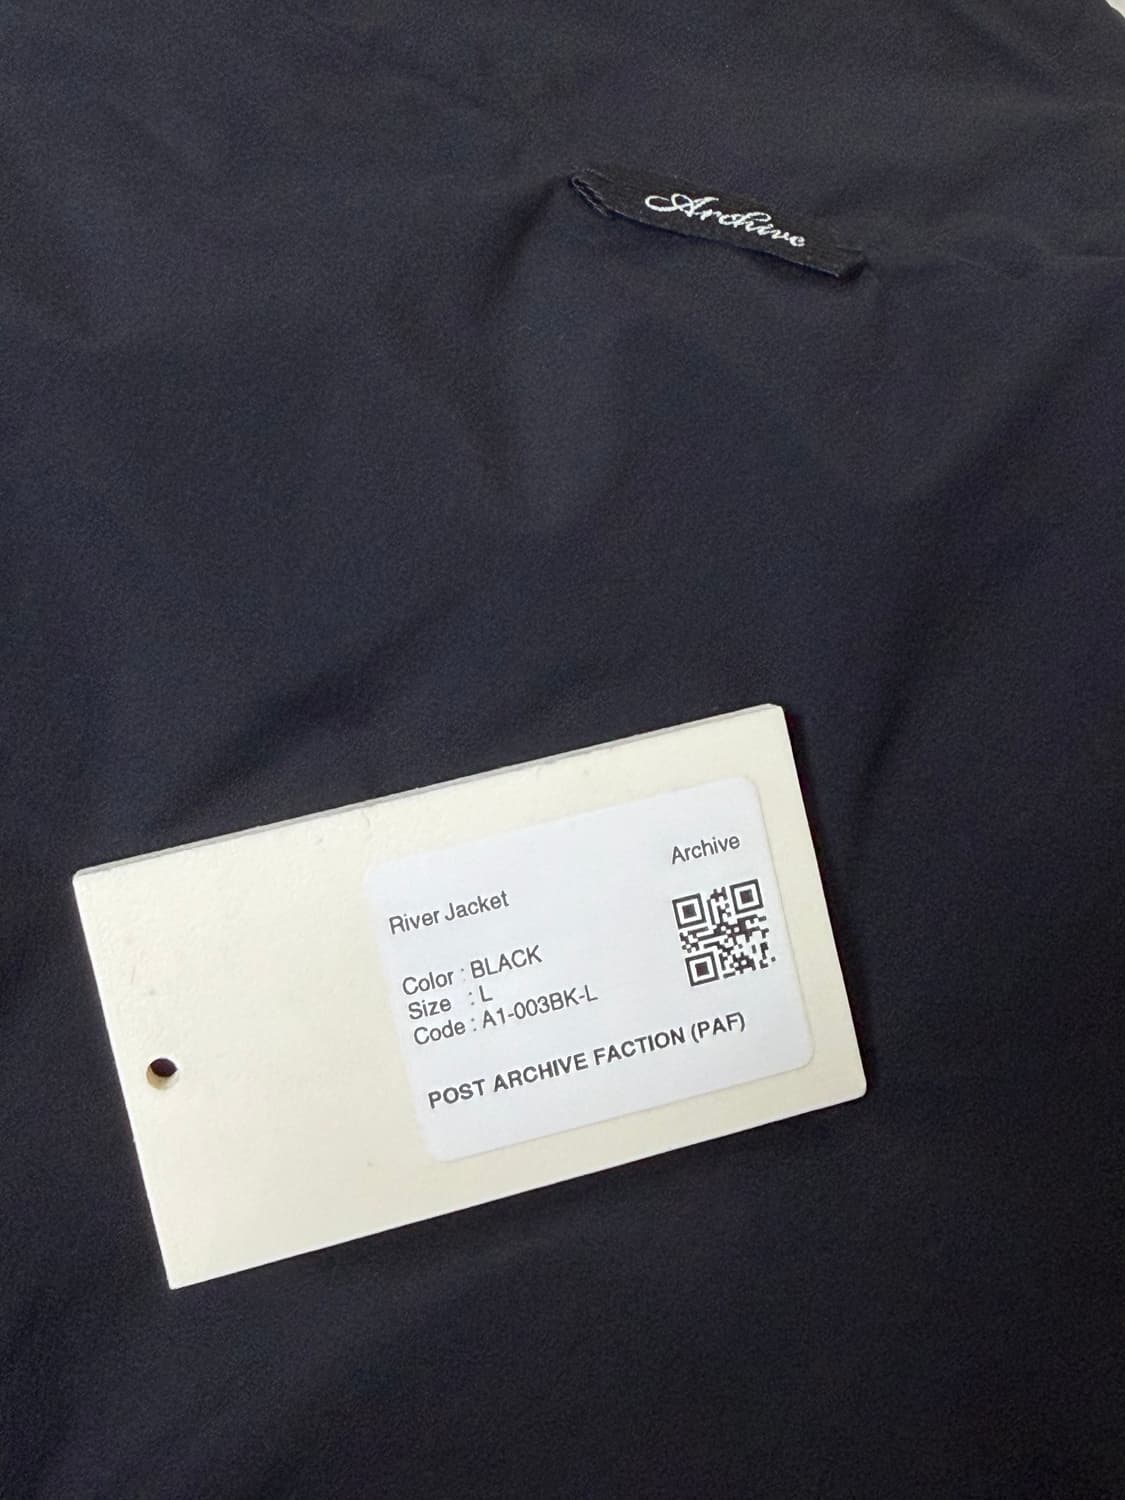 Archive
Archive
River Jacket
Color : BLACK
Size : L
Code : A1-003BK-L
POST ARCHIVE FACTION (PAF)